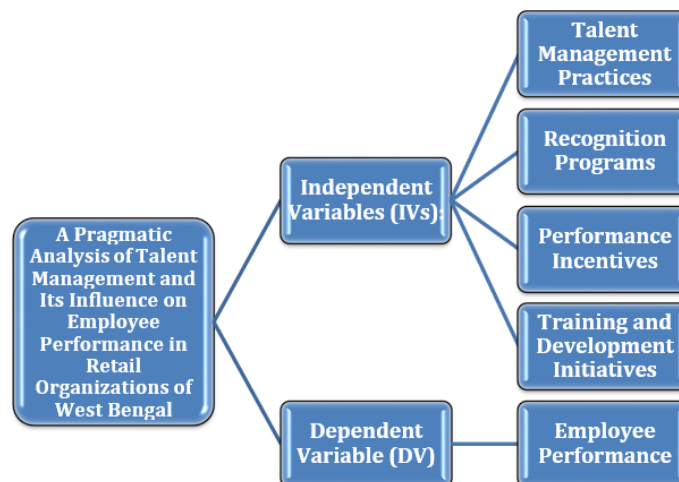 A Pragmatic
Analysis of Talent
Management and
Its Influence on
Employee
Performance in
Retail
Organizations of
West Bengal
Independent
Variables (IVs):
Talent
Management
Practices
Recognition
Programs
Performance
Incentives
Training and
Development
Initiatives
Dependent
Variable (DV)
Employee
Performance